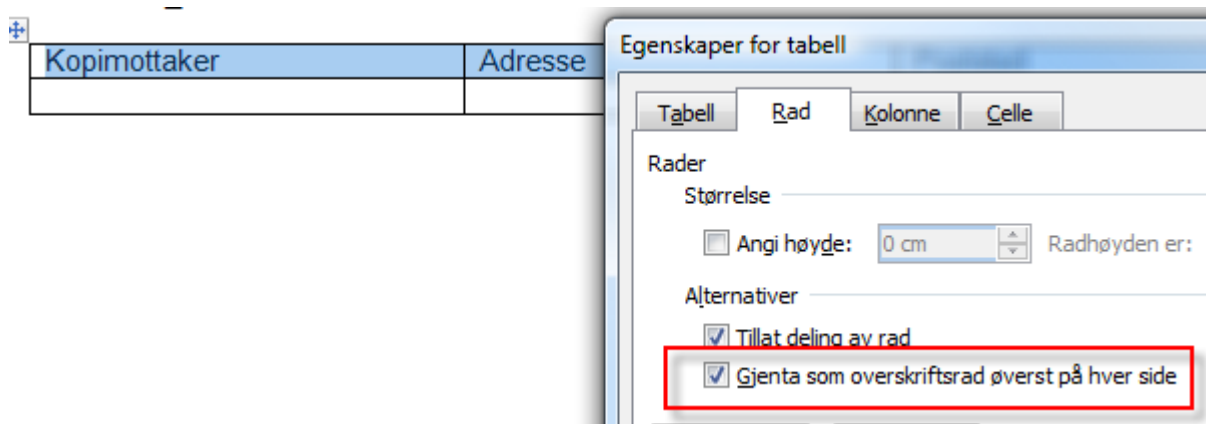 Kopimottaker Adresse
Egenskaper for tabell
Tabell Rad Kolonne Celle
Rader
Størrelse
Angi høyde: 0 cm Radhøyden er:
Alternativer
Tillat deling av rad
Gjenta som overskriftsrad øverst på hver side